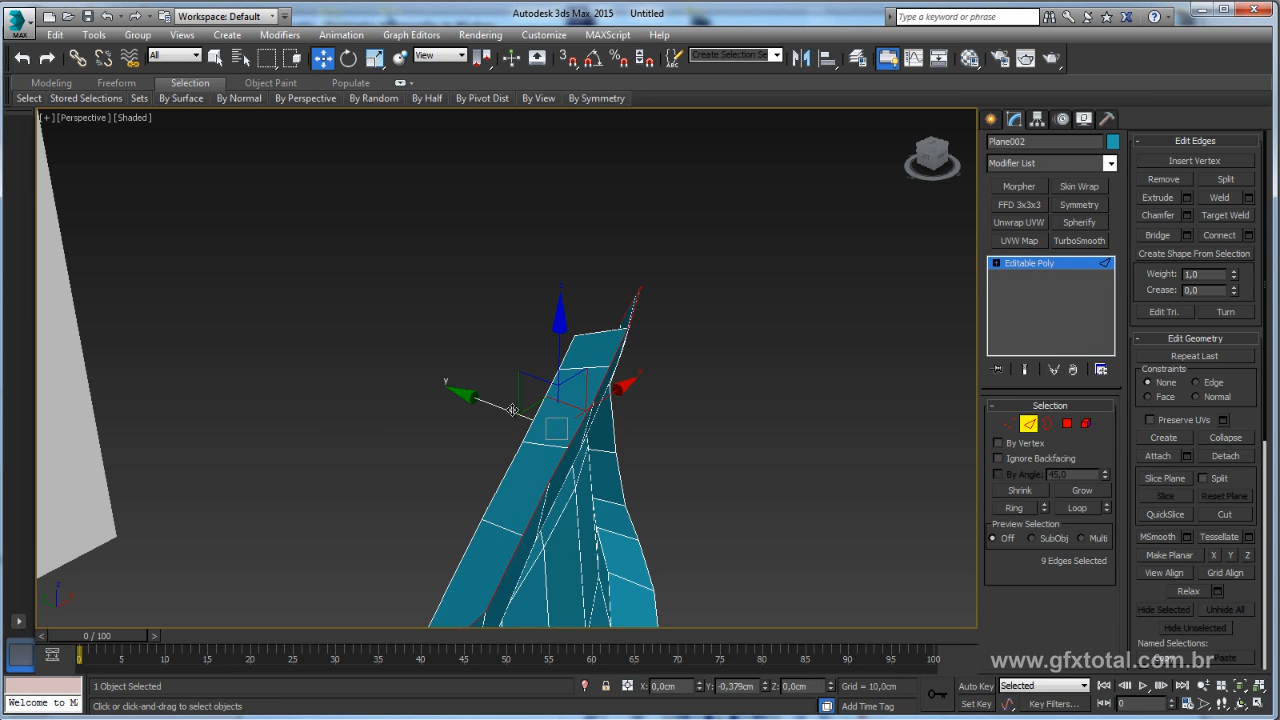 Autodesk 3ds Max 2015 Untitled
MAX
Workspace: Default
Type a keyword or phrase
Edit Tools Group Views Create Modifiers Animation Graph Editors Rendering Customize MAXScript Help
All
View
Create Selection Se
Modeling Freeform Selection Object Paint Populate
Select Stored Selections Sets By Surface By Normal By Perspective By Random By Half By Pivot Dist By View By Symmetry
[+] [Perspective] [Shaded]
Plane002
Modifier List
Morpher Skin Wrap
FFD 3x3x3 Symmetry
Unwrap UVW Spherify
UVW Map TurboSmooth
Editable Poly
Selection
By Vertex
Ignore Backfacing
By Angle: 45,0
Shrink Grow
Ring Loop
Preview Selection
Off SubObj Multi
9 Edges Selected
Edit Edges
Insert Vertex
Remove Split
Extrude Weld
Chamfer Target Weld
Bridge Connect
Create Shape From Selection
Weight: 1,0
Crease: 0,0
Edit Tri. Turn
Edit Geometry
Repeat Last
Constraints
None Edge
Face Normal
Preserve UVs
Create Collapse
Attach Detach
Slice Plane Split
Slice Reset Plane
QuickSlice Cut
MSmooth Tessellate
Make Planar X Y Z
View Align Grid Align
Relax
Hide Selected Unhide All
Hide Unselected
Named Selections:
Copy Paste
z
y
z
www.gfxtotal.com.br
0 / 100
0 5 10 15 20 25 30 35 40 45 50 55 60 65 70 75 80 85 90 95 100
1 Object Selected
X: 0,0cm Y: -0,379cm Z: 0,0cm Grid = 10,0cm
Auto Key Selected
Welcome to M
Click or click-and-drag to select objects
Add Time Tag
Set Key Key Filters... 0